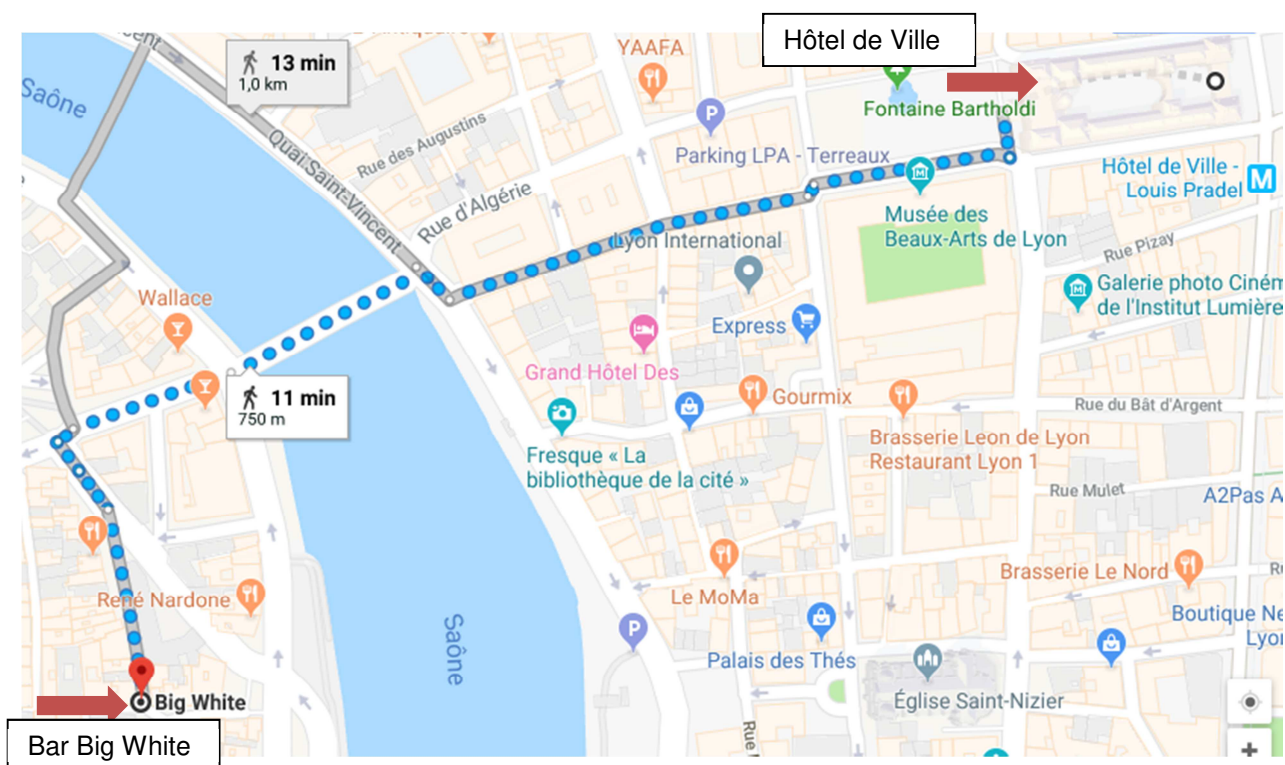 Hôtel de Ville
YAAFA
13 min
1,0 km
Saône
Fontaine Bartholdi
Rue des Augustins
Parking LPA - Terreaux
Quai Saint-Vincent
Rue d'Algérie
Hôtel de Ville -
Louis Pradel
M
Musée des
Beaux-Arts de Lyon
Lyon International
Rue Pizay
Galerie photo Ciném
de l'Institut Lumière
Wallace
Express
Grand Hôtel Des
11 min
750 m
Gourmix
Rue du Bât d'Argent
Fresque « La
bibliothèque de la cité »
Brasserie Leon de Lyon
Restaurant Lyon 1
Rue Mulet
A2Pas A
René Nardone
Le MoMa
Brasserie Le Nord
Boutique Ne
Lyo
Saône
P
P
Palais des Thés
Église Saint-Nizier
Big White
Rue
Bar Big White